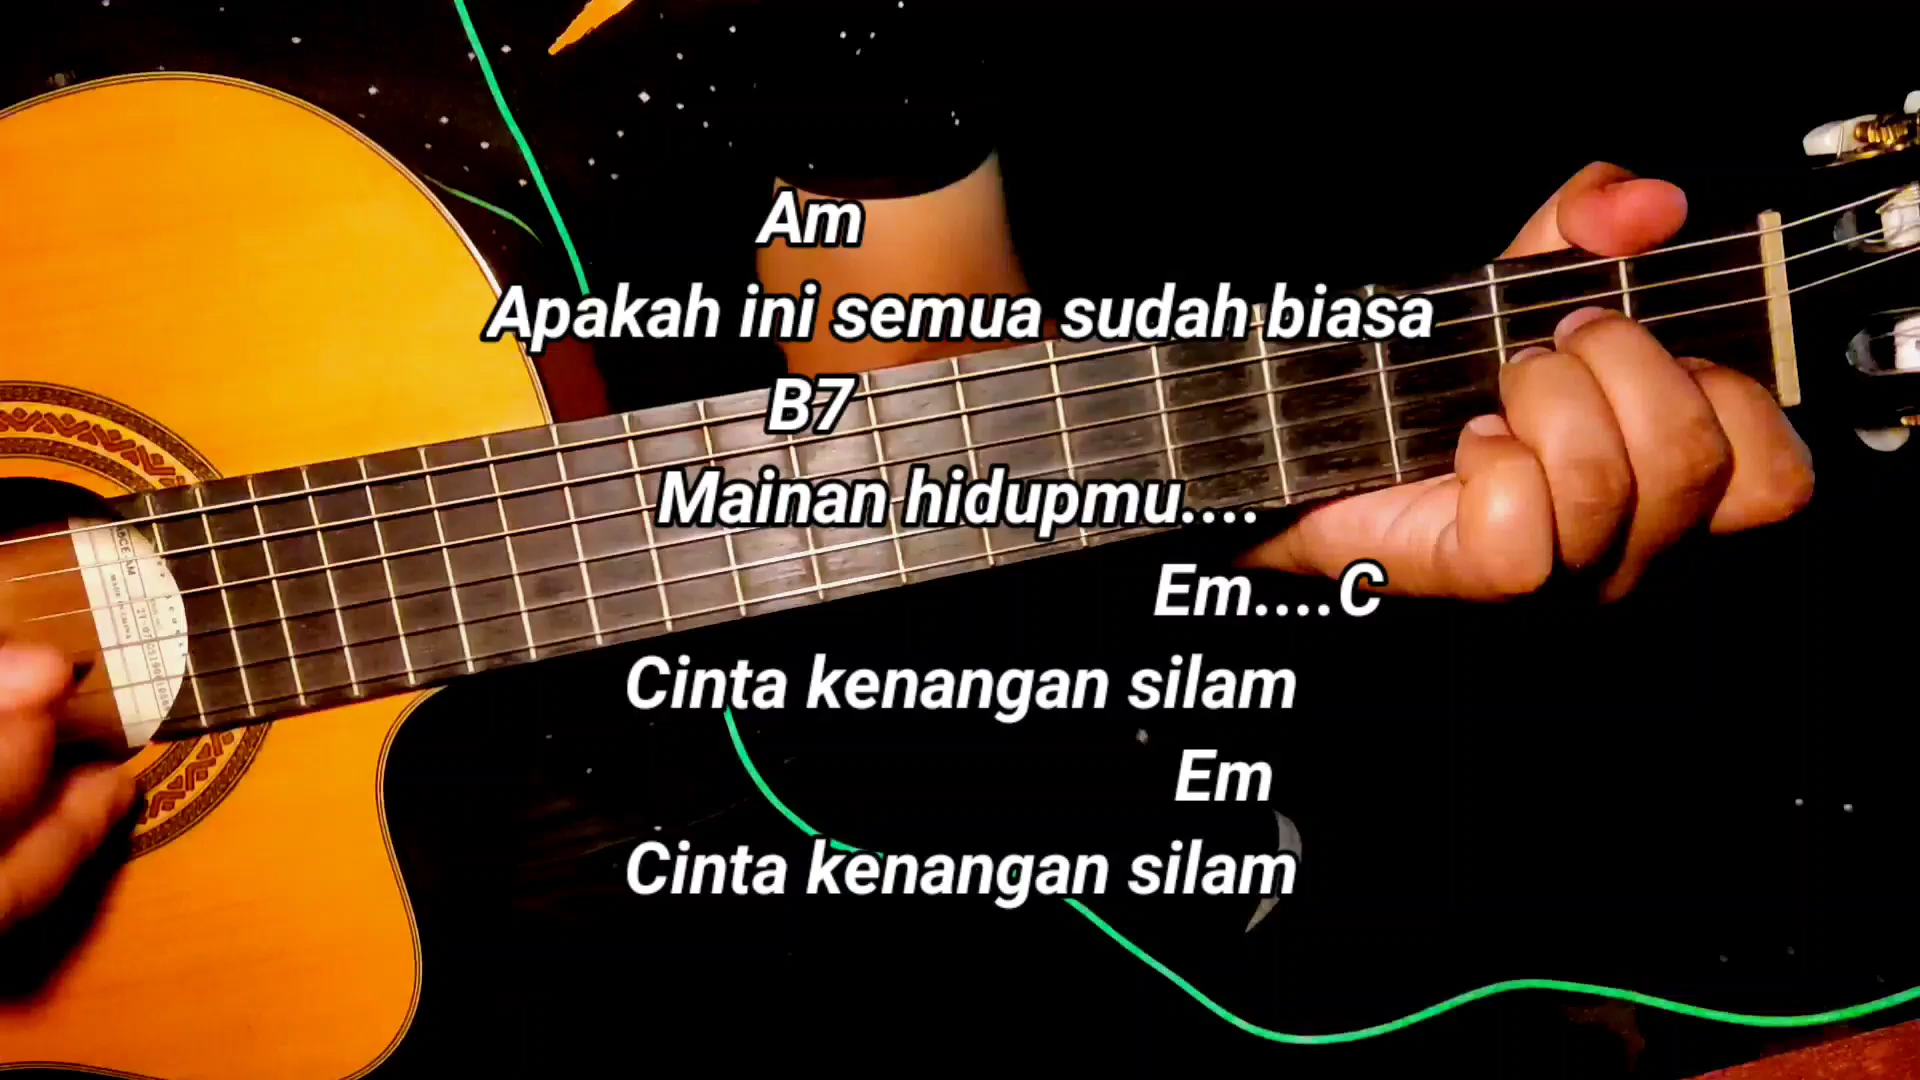 Am
Apakah ini semua sudah biasa
B7
Mainan hidupmu....
Em....C
Cinta kenangan silam
Em
Cinta kenangan silam